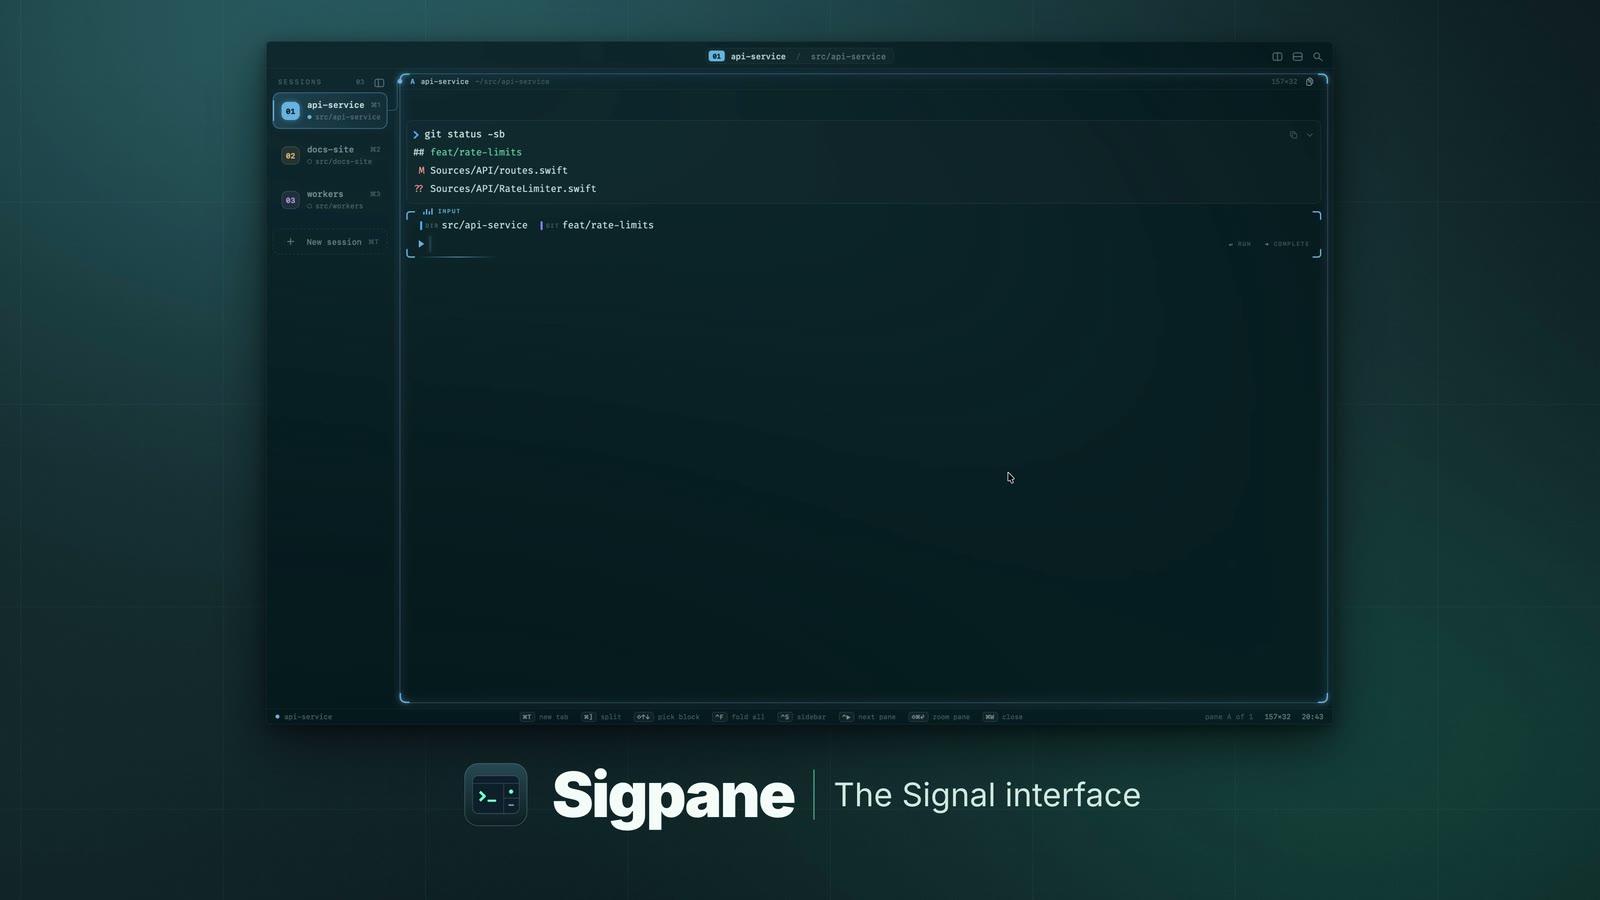 01 api-service / src/api-service
SESSIONS 03
01 api-service ⌘1
src/api-service
02 docs-site ⌘2
src/docs-site
03 workers ⌘3
src/workers
+ New session ⌘T
A api-service ~/src/api-service 157×32
git status -sb
## feat/rate-limits
M Sources/API/routes.swift
?? Sources/API/RateLimiter.swift
INPUT
DIR src/api-service GIT feat/rate-limits
RUN COMPLETE
api-service
⌘T new tab ⌘] split ⇧↑↓ pick block ^F fold all ^S sidebar next pane zoom pane ⌘W close
pane A of 1 157×32 20:43
Sigpane The Signal interface